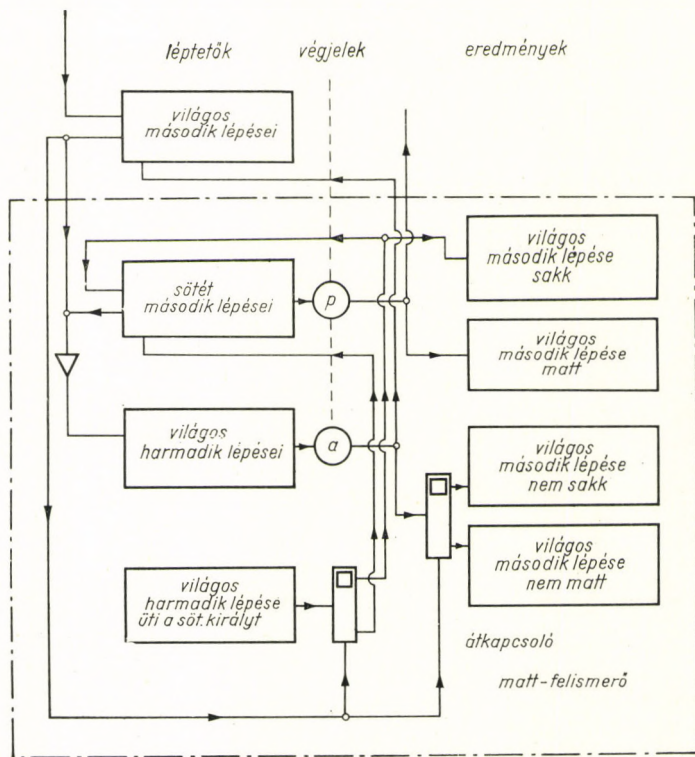 léptetők
végjelek
eredmények
világos
második lépései
világos
második lépése
sakk
sötét
második lépései
p
világos
második lépése
matt
világos
harmadik lépései
a
világos
második lépése
nem sakk
világos
második lépése
nem matt
világos
harmadik lépése
üti a söt. királyt
átkapcsoló
matt-felismerő